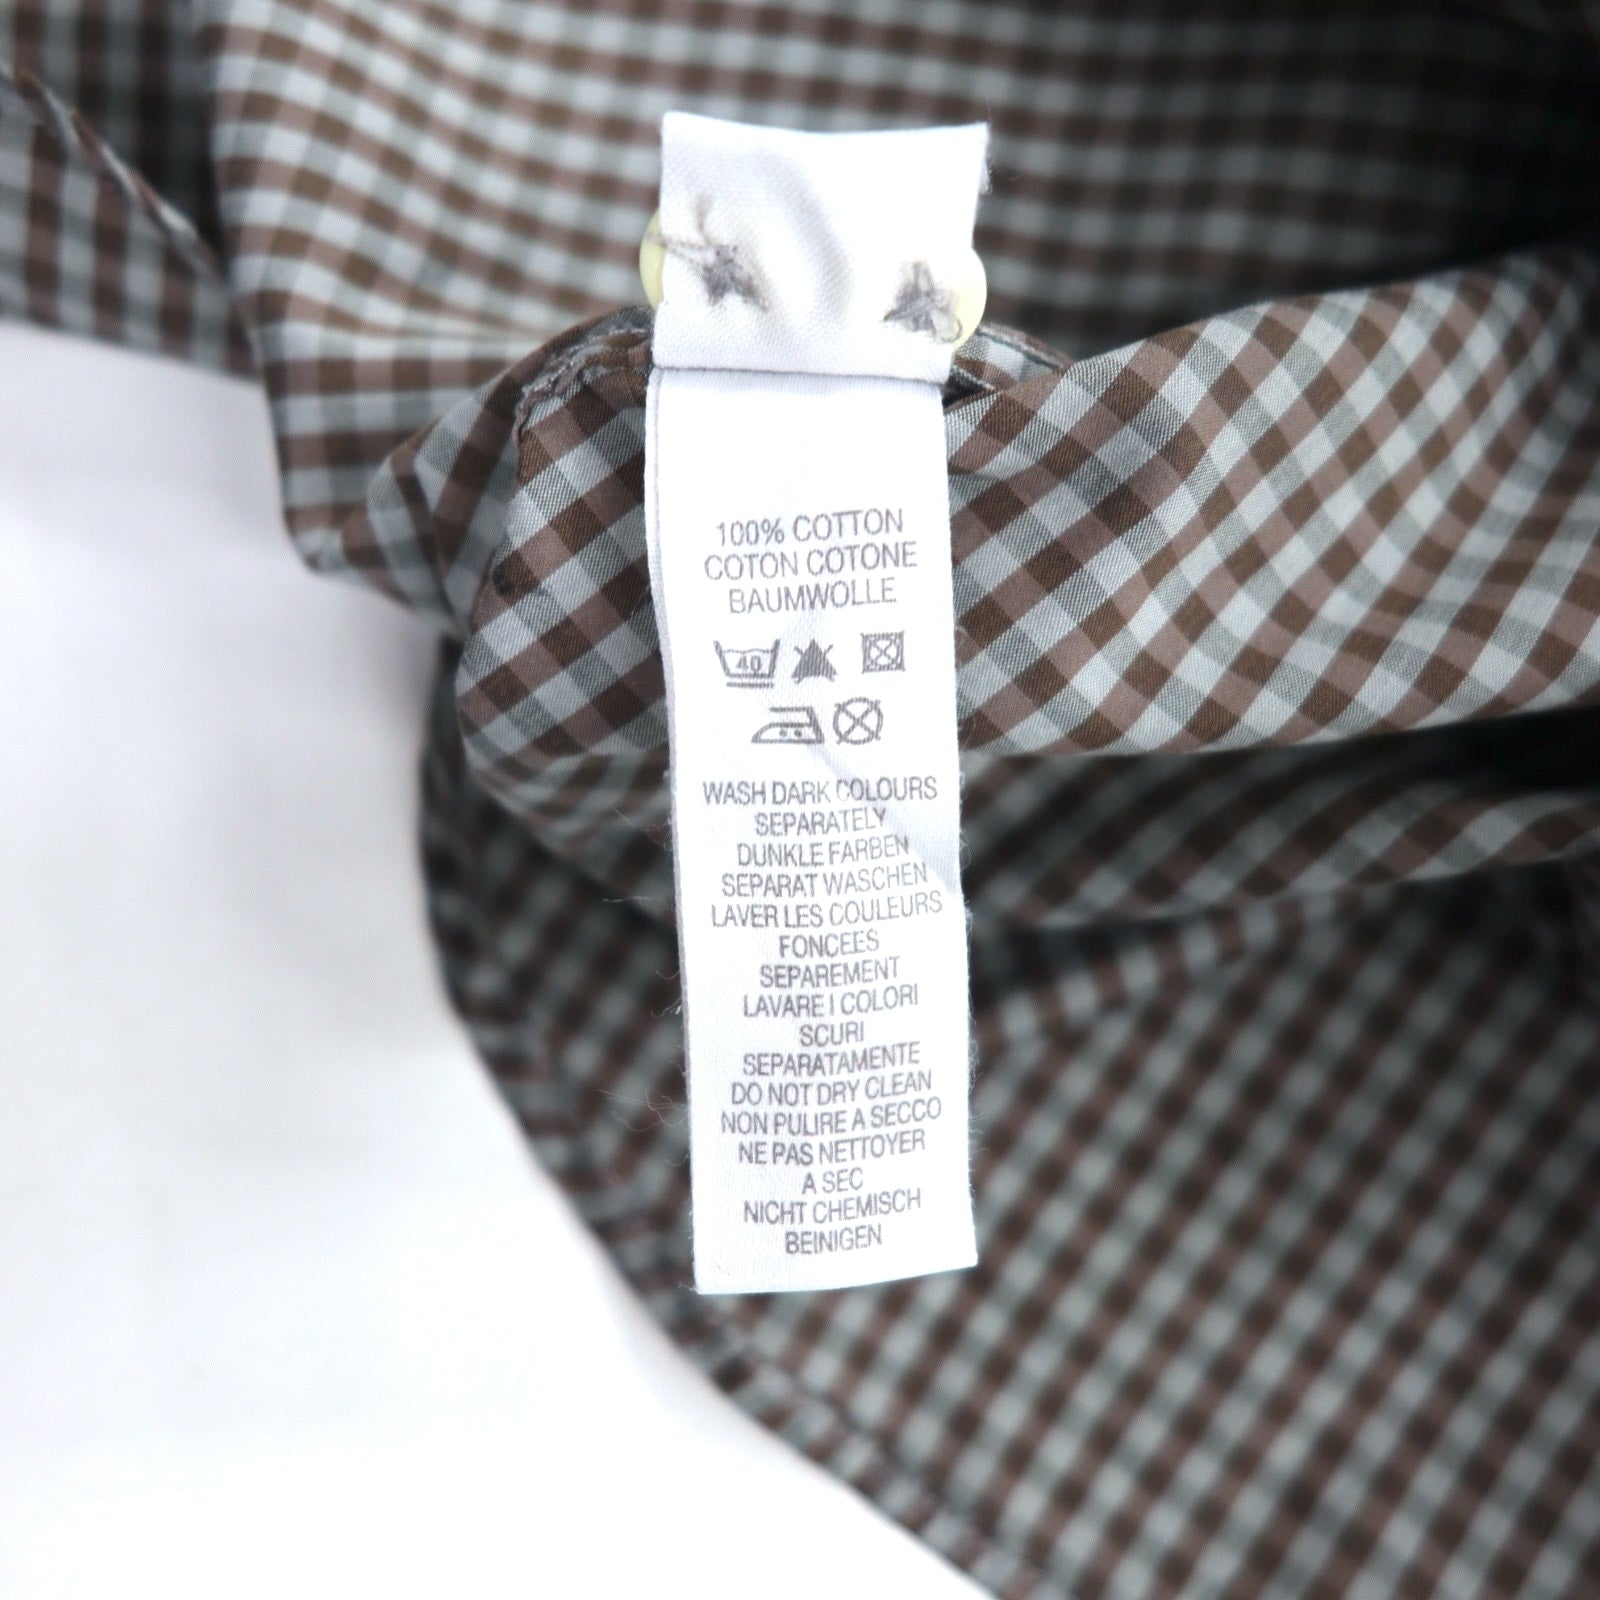 100% COTTON
COTON COTONE
BAUMWOLLE
40
WASH DARK COLOURS
SEPARATELY
DUNKLE FARBEN
SEPARAT WASCHEN
LAVER LES COULEURS
FONCEES
SEPAREMENT
LAVARE I COLORI
SCURI
SEPARATAMENTE
DO NOT DRY CLEAN
NON PULIRE A SECCO
NE PAS NETTOYER
A SEC
NICHT CHEMISCH
BEINIGEN